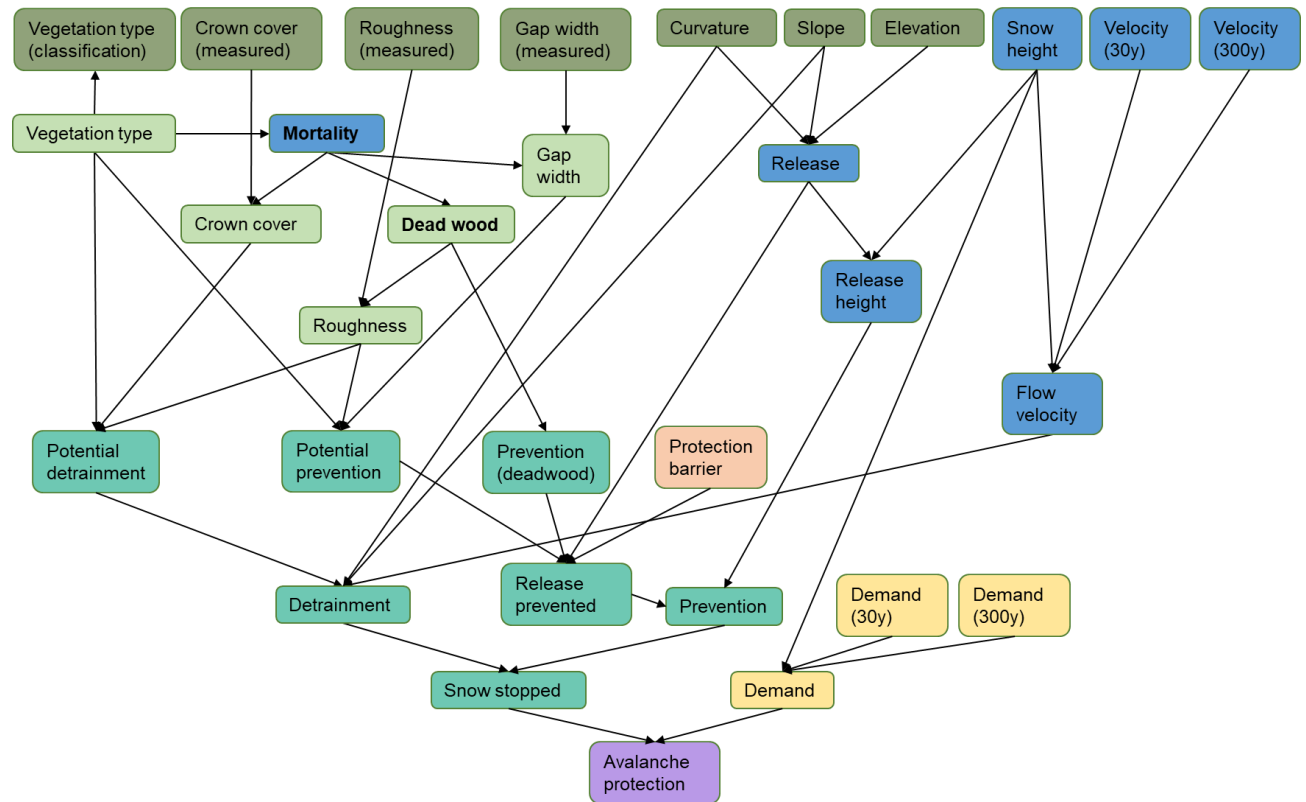 Vegetation type
(classification)
Crown cover
(measured)
Roughness
(measured)
Gap width
(measured)
Curvature
Slope
Elevation
Snow
height
Velocity
(30y)
Velocity
(300y)
Vegetation type
Mortality
Gap
width
Release
Crown cover
Dead wood
Release
height
Roughness
Flow
velocity
Potential
detrainment
Potential
prevention
Prevention
(deadwood)
Protection
barrier
Detrainment
Release
prevented
Prevention
Demand
(30y)
Demand
(300y)
Snow stopped
Demand
Avalanche
protection